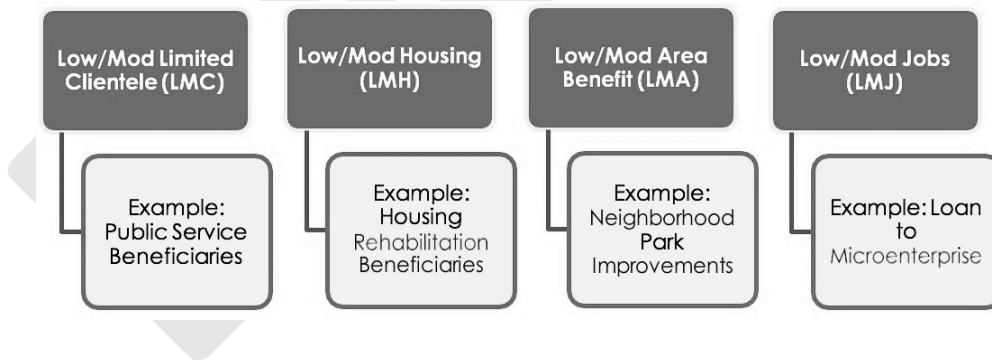 Low/Mod Limited
Clientele (LMC)
Example:
Public Service
Beneficiaries
Low/Mod Housing
(LMH)
Example:
Housing
Rehabilitation
Beneficiaries
Low/Mod Area
Benefit (LMA)
Example:
Neighborhood
Park
Improvements
Low/Mod Jobs
(LMJ)
Example: Loan
to
Microenterprise